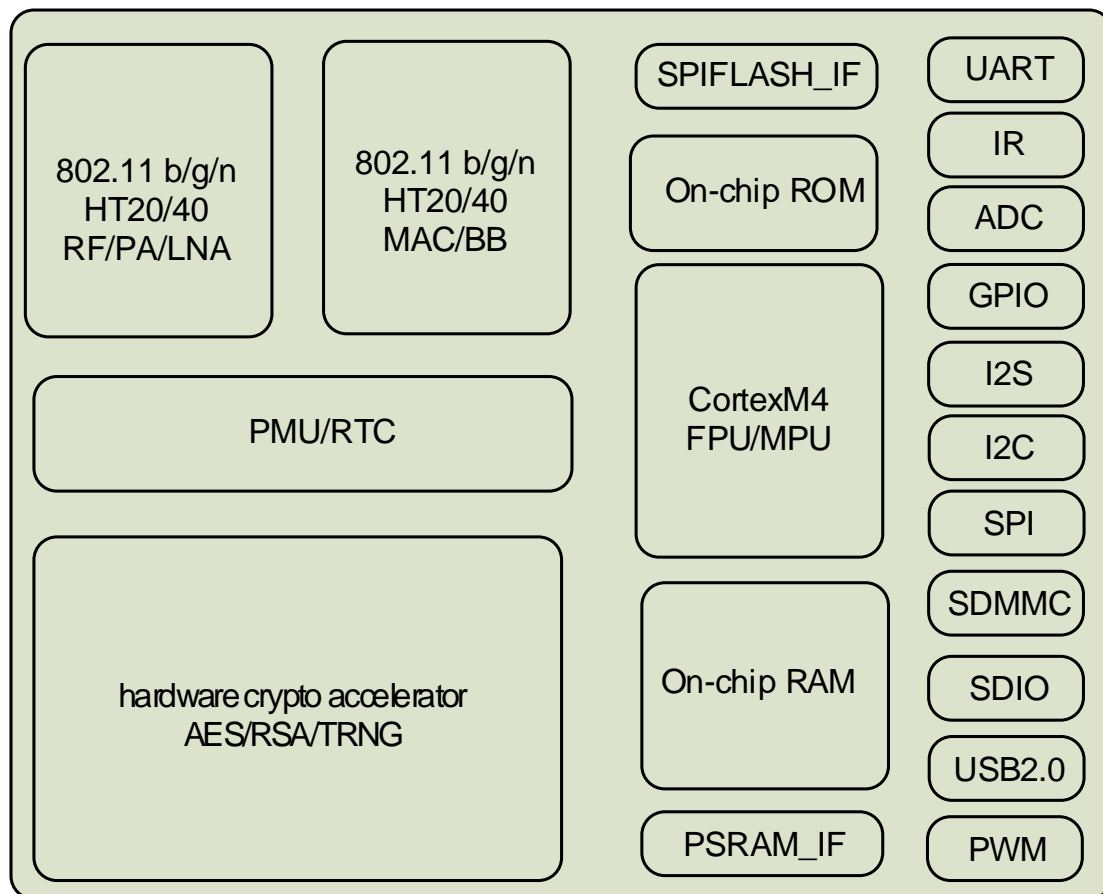 802.11 b/g/n
HT20/40
RF/PA/LNA
802.11 b/g/n
HT20/40
MAC/BB
PMU/RTC
hardware crypto accelerator
AES/RSA/TRNG
SPIFLASH_IF
On-chip ROM
CortexM4
FPU/MPU
On-chip RAM
PSRAM_IF
UART
IR
ADC
GPIO
I2S
I2C
SPI
SDMMC
SDIO
USB2.0
PWM